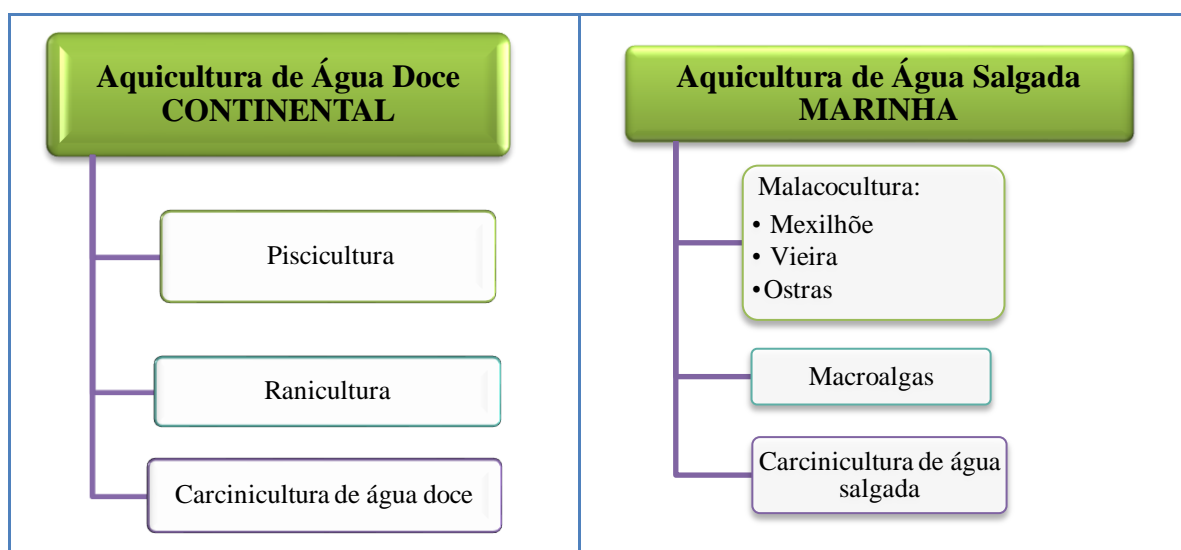 Aquicultura de Água Doce
CONTINENTAL
Piscicultura
Ranicultura
Carcinicultura de água doce
Aquicultura de Água Salgada
MARINHA
Malacocultura:
• Mexilhõe
• Vieira
•Ostras
Macroalgas
Carcinicultura de água
salgada